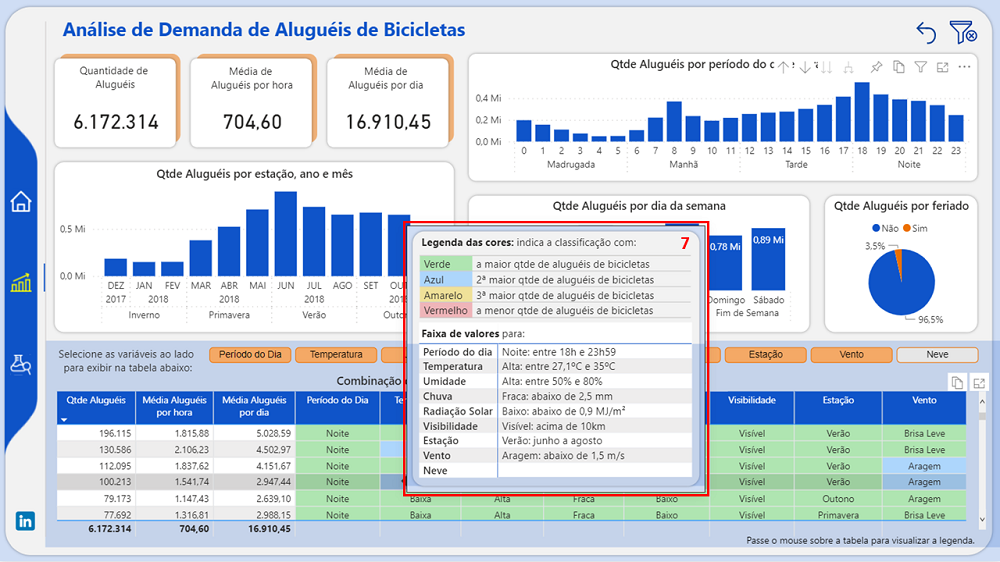 Análise de Demanda de Aluguéis de Bicicletas
Quantidade de
Aluguéis
6.172.314
Média de
Aluguéis por hora
704,60
Média de
Aluguéis por dia
16.910,45
Qtde Aluguéis por período do
0,4 Mi
0,2 Mi
0,0 Mi
0 1 2 3 4 5 6 7 8 9 10 11 12 13 14 15 16 17 18 19 20 21 22 23
Madrugada Manhã Tarde Noite
Qtde Aluguéis por estação, ano e mês
0.5 Mi
0.0 Mi
DEZ JAN FEV MAR ABR MAI JUN JUL AGO SET
2017 2018 2018 2018
Inverno Primavera Verão
Qtde Aluguéis por dia da semana
0,78 Mi 0,89 Mi
Domingo Sábado
Fim de Semana
Qtde Aluguéis por feriado
Não Sim
3,5%
96,5%
7
Legenda das cores: indica a classificação com:
Verde a maior qtde de aluguéis de bicicletas
Azul 2ª maior qtde de aluguéis de bicicletas
Amarelo 3ª maior qtde de aluguéis de bicicletas
Vermelho a menor qtde de aluguéis de bicicletas
Faixa de valores para:
Período do dia Noite: entre 18h e 23h59
Temperatura Alta: entre 27,1ºC e 35ºC
Umidade Alta: entre 50% e 80%
Chuva Fraca: abaixo de 2,5 mm
Radiação Solar Baixo: abaixo de 0,9 MJ/m²
Visibilidade Visível: acima de 10km
Estação Verão: junho a agosto
Vento Aragem: abaixo de 1,5 m/s
Neve
Selecione as variáveis ao lado
para exibir na tabela abaixo:
Período do Dia Temperatura Estação Vento Neve
Combinação
Qtde Aluguéis Média Aluguéis por hora Média Aluguéis por dia Período do Dia Visibilidade Estação Vento
196.115 1.815.88 5.028.59 Noite Visível Verão Brisa Leve
130.586 2.106.23 4.502.97 Noite Visível Verão Brisa Leve
112.095 1.837,62 4.151.67 Noite Visível Verão Aragem
100.213 1.541,74 2.947.44 Noite Visível Verão Aragem
79.173 1.147,43 2.639,10 Noite Baixa Alta Fraca Baixo Visível Outono Aragem
77.692 1.316,81 2.988.15 Noite Baixa Alta Fraca Baixo Visível Primavera Brisa Leve
6.172.314 704,60 16.910,45
Passe o mouse sobre a tabela para visualizar a legenda.
in